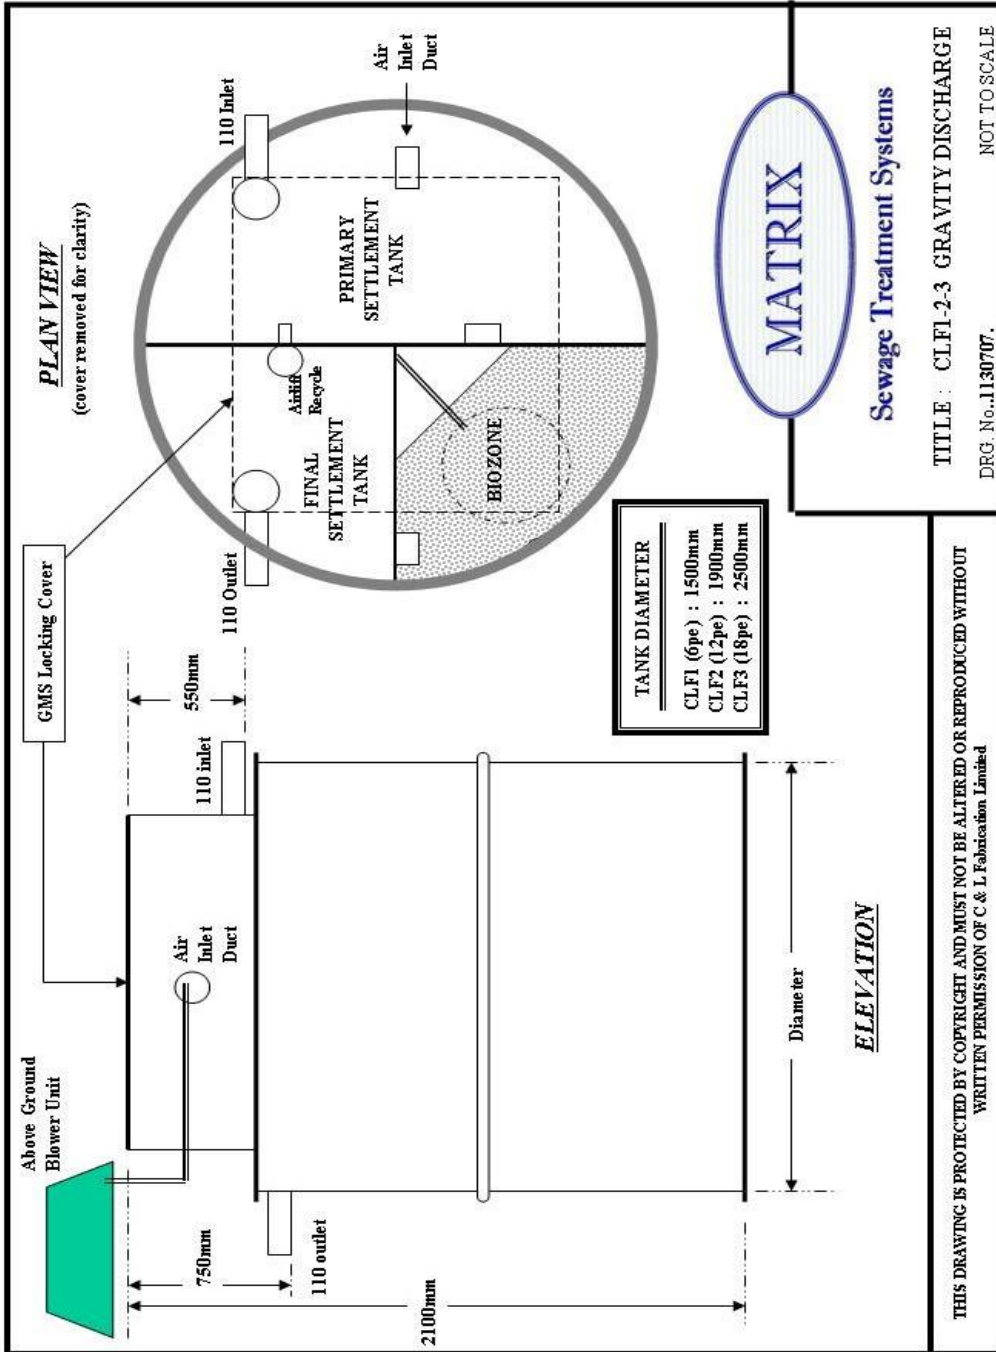 Above Ground
Blower Unit
GMS Locking Cover
Air
Inlet
Duct
750mm
110 outlet
2100mm
550mm
110 inlet
Diameter
ELEVATION
PLAN VIEW
(cover removed for clarity)
110 Outlet
110 Inlet
Air
Inlet
Duct
FINAL
SETTLEMENT
TANK
Airlift
Recycle
PRIMARY
SETTLEMENT
TANK
BIOZONE
TANK DIAMETER
CLF1 (6pe) : 1500mm
CLF2 (12pe) : 1900mm
CLF3 (18pe) : 2500mm
MATRIX
Sewage Treatment Systems
TITLE : CLF1-2-3 GRAVITY DISCHARGE
DRG. No..1130707. NOT TO SCALE
THIS DRAWING IS PROTECTED BY COPYRIGHT AND MUST NOT BE ALTERED OR REPRODUCED WITHOUT
WRITTEN PERMISSION OF C & L Fabrication Limited